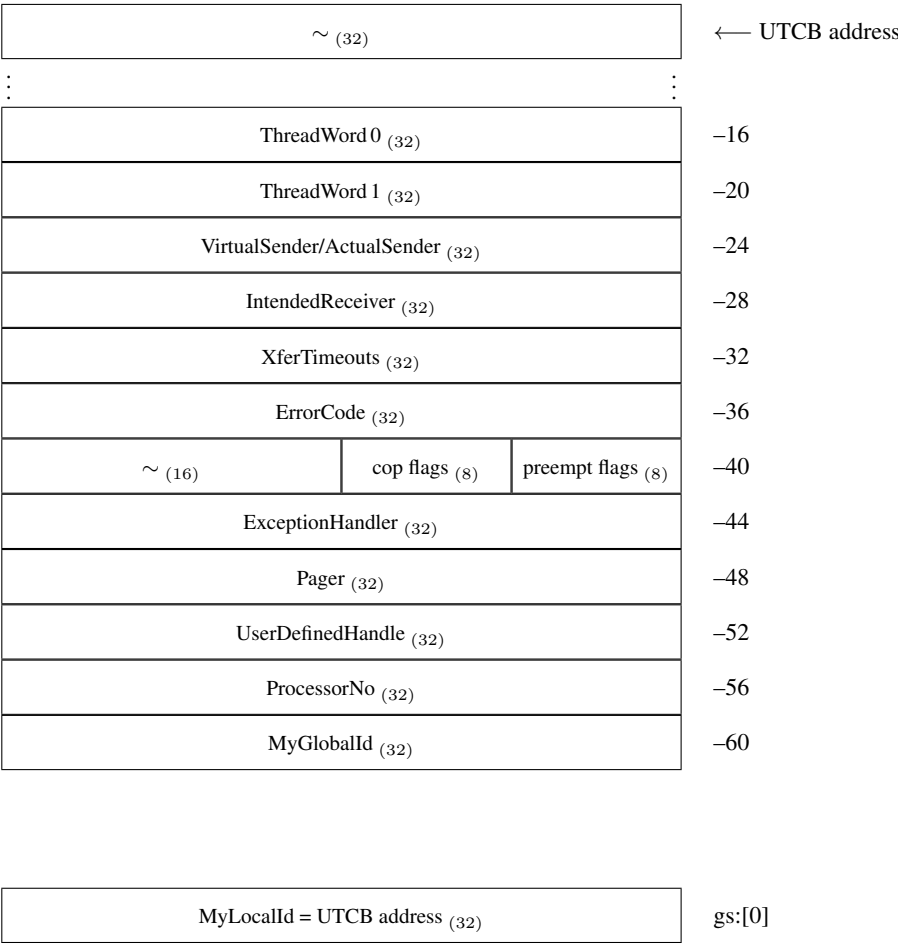 ∼ (32) ←− UTCB address
⋮ ⋮
ThreadWord 0 (32) –16
ThreadWord 1 (32) –20
VirtualSender/ActualSender (32) –24
IntendedReceiver (32) –28
XferTimeouts (32) –32
ErrorCode (32) –36
∼ (16) cop flags (8) preempt flags (8) –40
ExceptionHandler (32) –44
Pager (32) –48
UserDefinedHandle (32) –52
ProcessorNo (32) –56
MyGlobalId (32) –60
MyLocalId = UTCB address (32) gs:[0]